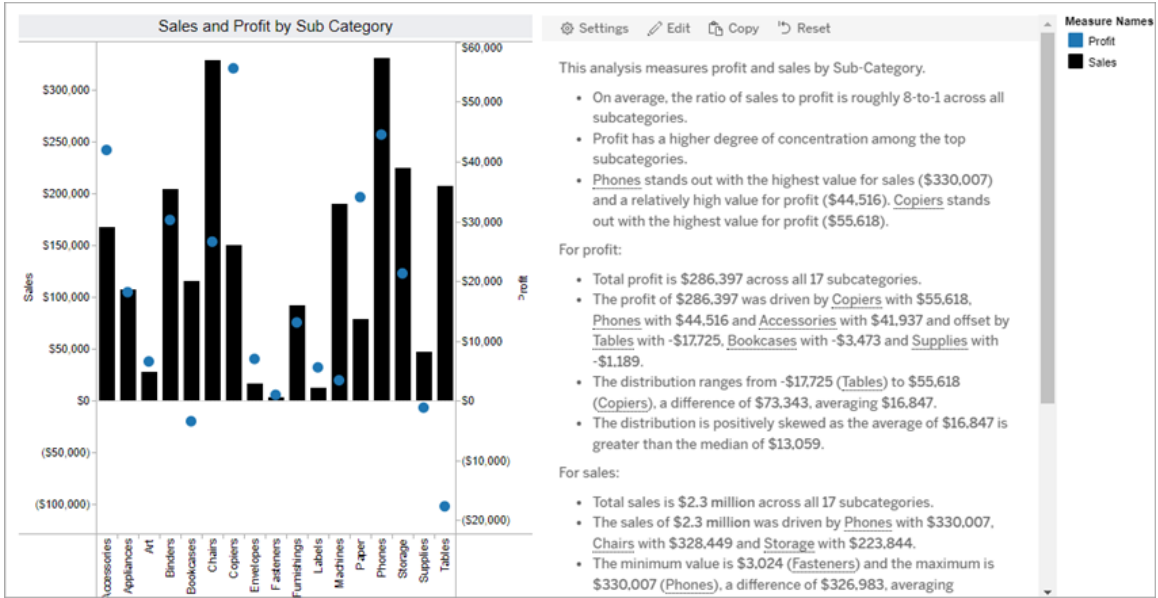 Sales and Profit by Sub Category
$300,000
$250,000
$200,000
$150,000
$100,000
$50,000
$0
($50,000)
($100,000)
Sales
$60,000
$50,000
$40,000
$30,000
$20,000
$10,000
$0
($10,000)
($20,000)
Profit
Accessories
Appliances
Art
Binders
Bookcases
Chairs
Copiers
Envelopes
Fasteners
Furnishings
Labels
Machines
Paper
Phones
Storage
Supplies
Tables
Settings Edit Copy Reset
This analysis measures profit and sales by Sub-Category.
• On average, the ratio of sales to profit is roughly 8-to-1 across all
subcategories.
• Profit has a higher degree of concentration among the top
subcategories.
• Phones stands out with the highest value for sales ($330,007)
and a relatively high value for profit ($44,516). Copiers stands
out with the highest value for profit ($55,618).
For profit:
• Total profit is $286,397 across all 17 subcategories.
• The profit of $286,397 was driven by Copiers with $55,618,
Phones with $44,516 and Accessories with $41,937 and offset by
Tables with -$17,725, Bookcases with -$3,473 and Supplies with
-$1,189.
• The distribution ranges from -$17,725 (Tables) to $55,618
(Copiers), a difference of $73,343, averaging $16,847.
• The distribution is positively skewed as the average of $16,847 is
greater than the median of $13,059.
For sales:
• Total sales is $2.3 million across all 17 subcategories.
• The sales of $2.3 million was driven by Phones with $330,007,
Chairs with $328,449 and Storage with $223,844.
• The minimum value is $3,024 (Fasteners) and the maximum is
$330,007 (Phones), a difference of $326,983, averaging
Measure Names
Profit
Sales